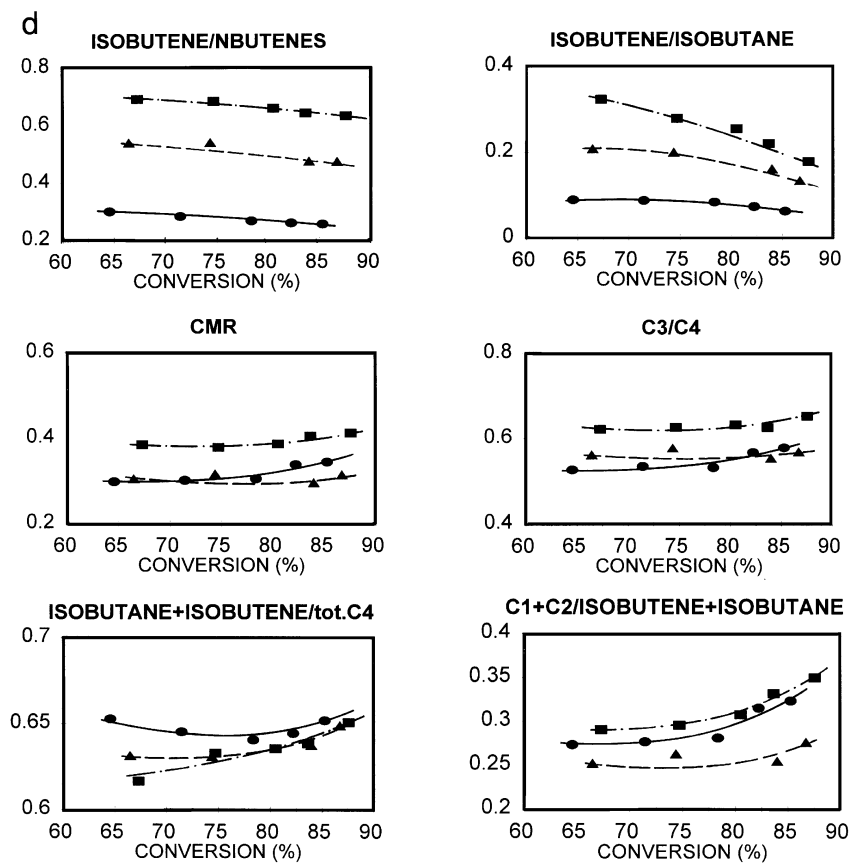 d
ISOBUTENE/NBUTENES
0.8
0.6
0.4
0.2
60 65 70 75 80 85 90
CONVERSION (%)
ISOBUTENE/ISOBUTANE
0.4
0.2
0
60 65 70 75 80 85 90
CONVERSION (%)
CMR
0.6
0.4
0.2
60 65 70 75 80 85 90
CONVERSION (%)
C3/C4
0.8
0.6
0.4
60 65 70 75 80 85 90
CONVERSION (%)
ISOBUTANE+ISOBUTENE/tot.C4
0.7
0.65
0.6
60 65 70 75 80 85 90
CONVERSION (%)
C1+C2/ISOBUTENE+ISOBUTANE
0.4
0.35
0.3
0.25
0.2
60 65 70 75 80 85 90
CONVERSION (%)